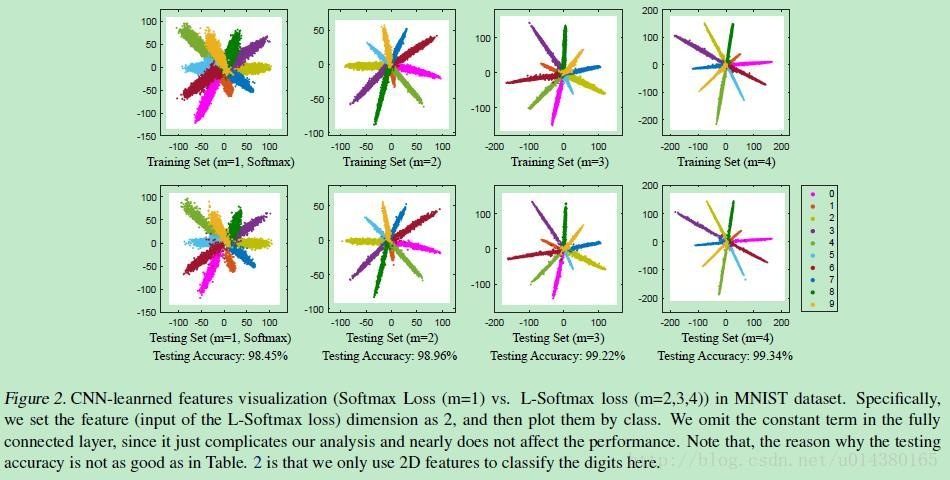 100
50
0
-50
-100
-150
-100 -50 0 50 100
Training Set (m=1, Softmax)
50
0
-50
-100
-100 -50 0 50 100
Training Set (m=2)
100
0
-100
-200 -100 0 100
Training Set (m=3)
200
100
0
-100
-200
-200 -100 0 100 200
Training Set (m=4)
100
50
0
-50
-100
-150
-100 -50 0 50 100
Testing Set (m=1, Softmax)
Testing Accuracy: 98.45%
50
0
-50
-100
-100 -50 0 50 100
Testing Set (m=2)
Testing Accuracy: 98.96%
100
0
-100
-200 -100 0 100
Testing Set (m=3)
Testing Accuracy: 99.22%
200
100
0
-100
-200
-200 -100 0 100 200
Testing Set (m=4)
Testing Accuracy: 99.34%
0
1
2
3
4
5
6
7
8
9
Figure 2. CNN-leanrned features visualization (Softmax Loss (m=1) vs. L-Softmax loss (m=2,3,4)) in MNIST dataset. Specifically,
we set the feature (input of the L-Softmax loss) dimension as 2, and then plot them by class. We omit the constant term in the fully
connected layer, since it just complicates our analysis and nearly does not affect the performance. Note that, the reason why the testing
accuracy is not as good as in Table. 2 is that we only use 2D features to classify the digits here.
http://blog.csdn.net/u014380165